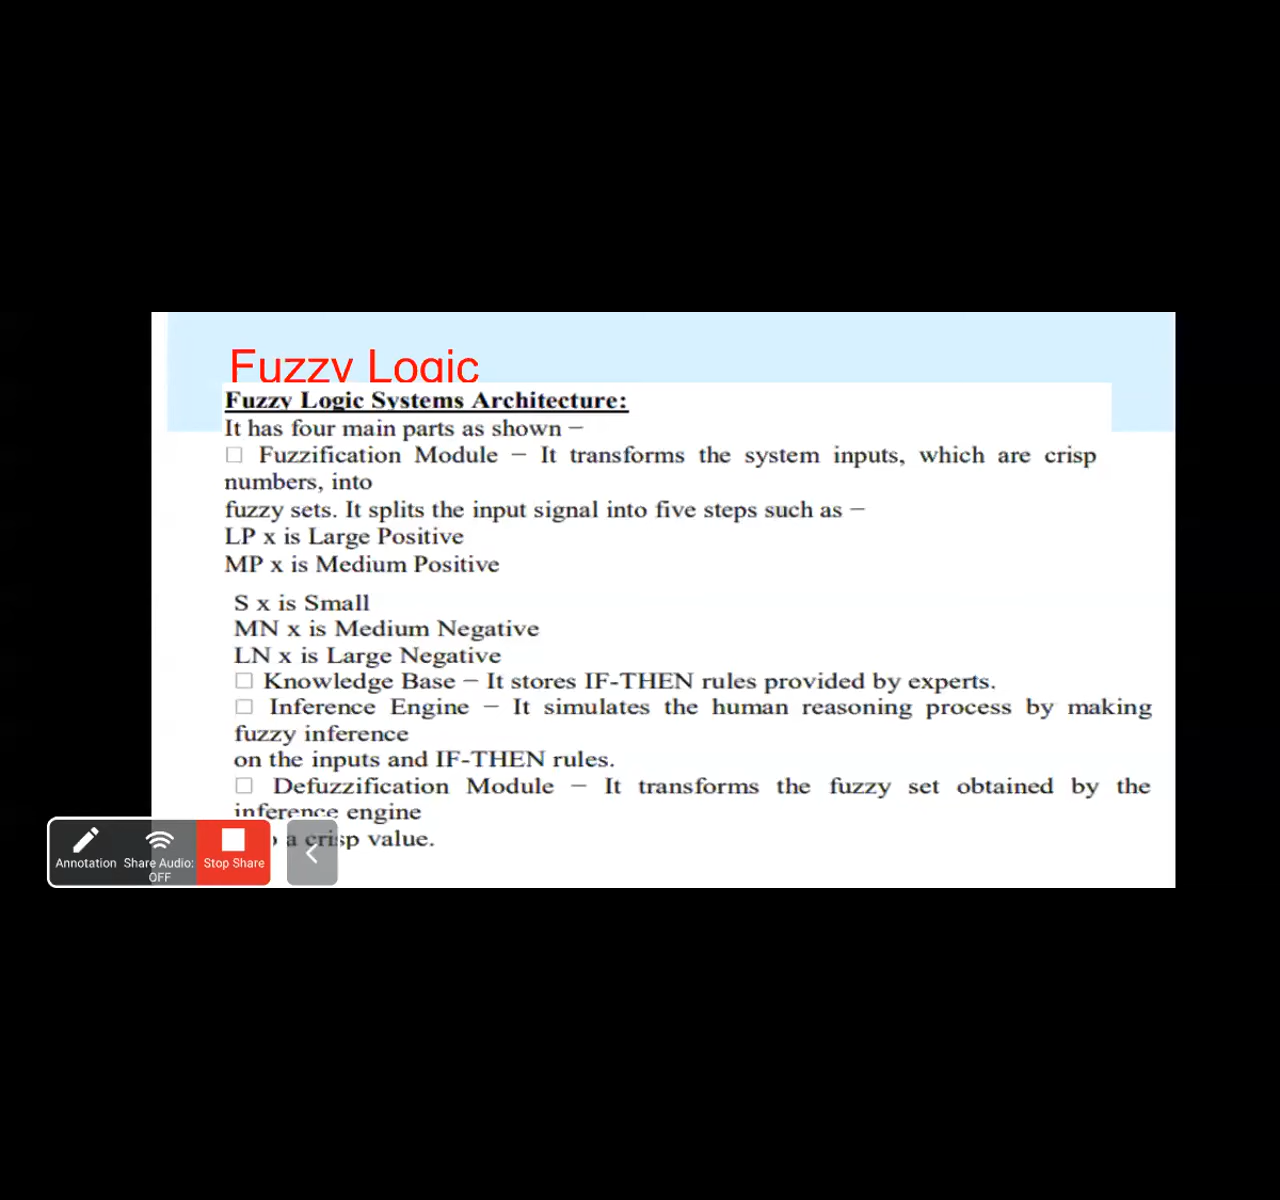 Fuzzy Logic
Fuzzy Logic Systems Architecture:
It has four main parts as shown −
□ Fuzzification Module − It transforms the system inputs, which are crisp
numbers, into
fuzzy sets. It splits the input signal into five steps such as −
LP x is Large Positive
MP x is Medium Positive
S x is Small
MN x is Medium Negative
LN x is Large Negative
□ Knowledge Base − It stores IF-THEN rules provided by experts.
□ Inference Engine − It simulates the human reasoning process by making
fuzzy inference
on the inputs and IF-THEN rules.
□ Defuzzification Module − It transforms the fuzzy set obtained by the
inference engine
a crisp value.
Annotation Share Audio: Stop Share
OFF